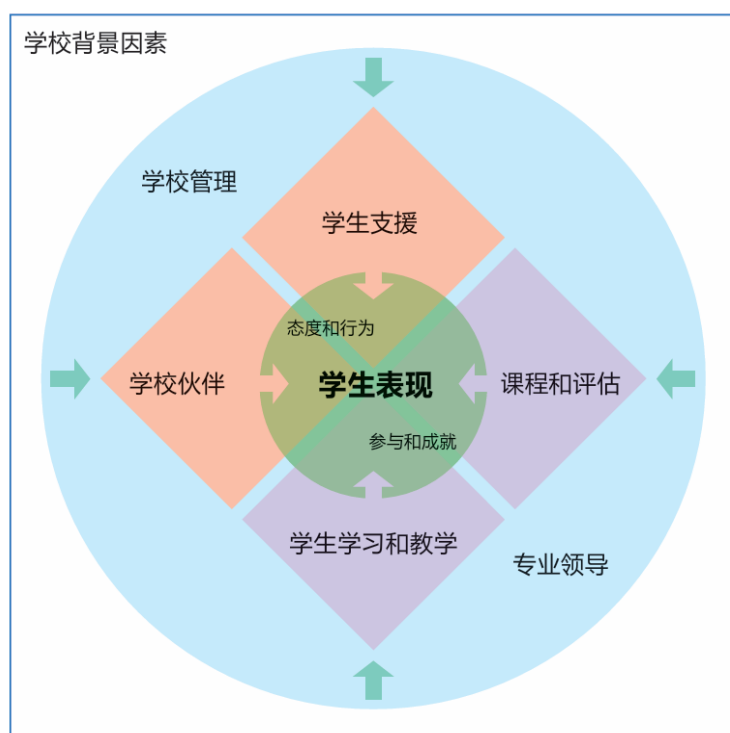 学校背景因素
学校管理
学生支援
态度和行为
学校伙伴
学生表现
课程和评估
参与和成就
学生学习和教学
专业领导